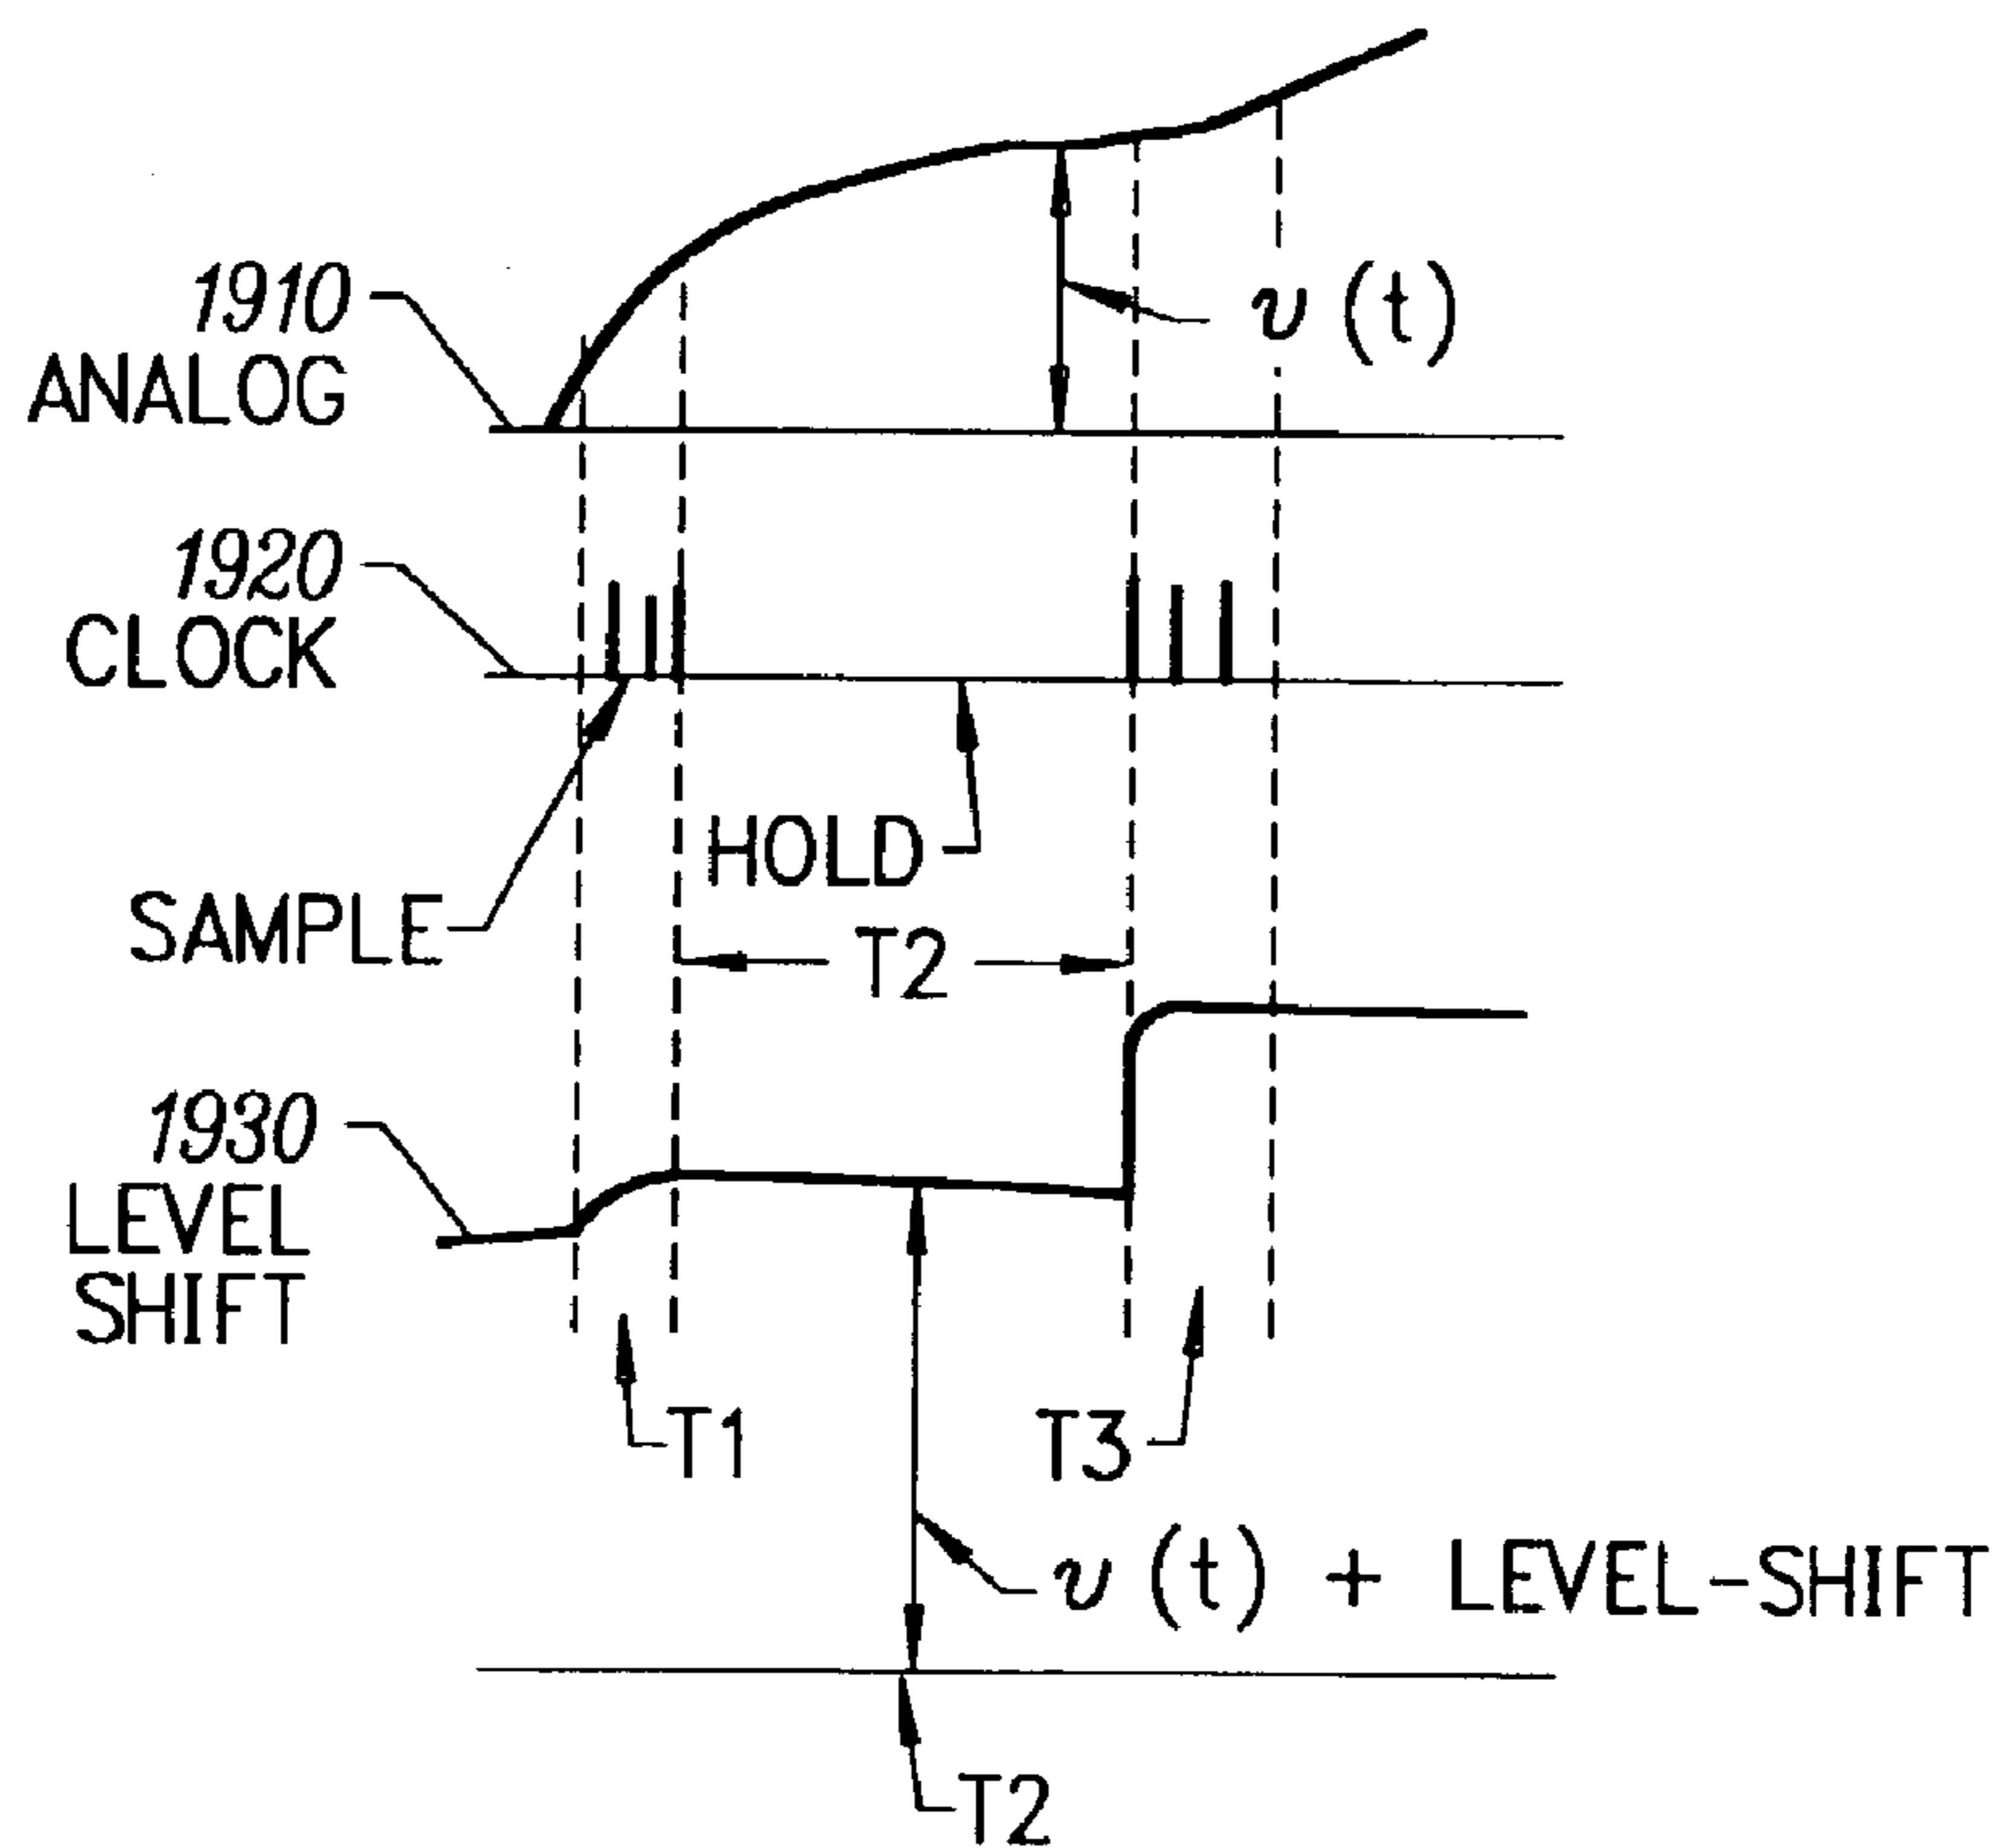 1910
ANALOG
v (t)
1920
CLOCK
HOLD
SAMPLE
T2
1930
LEVEL
SHIFT
T1
T3
v (t) + LEVEL-SHIFT
T2